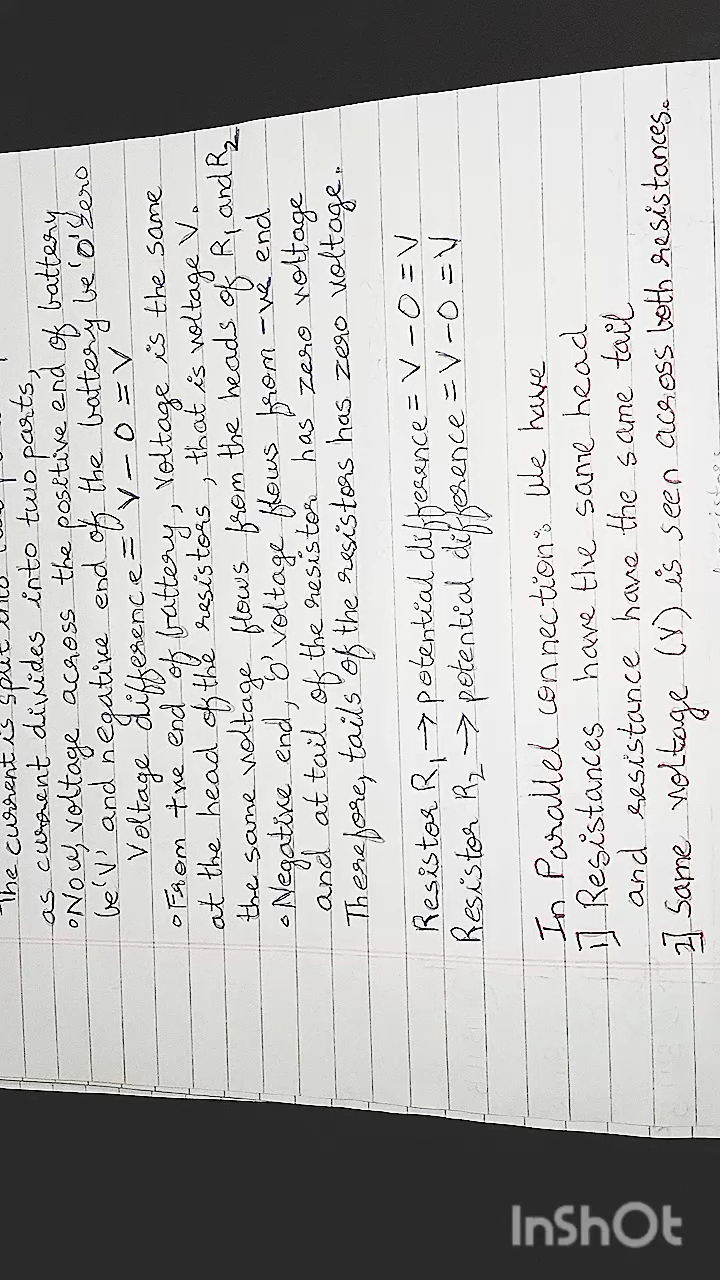 The current is split into
as current divides into two parts,
• Now, voltage across the positive end of battery
be 'V' and negative end of the battery be '0' zero
Voltage difference = V - 0 = V
• From +ve end of battery, voltage is the same
at the head of the resistors, that is voltage V.
the same voltage flows from the heads of R1 and R2
• Negative end, '0' voltage flows from -ve end
and at tail of the resistor has zero voltage
Therefore, tails of the resistors has zero voltage.
Resistor R1 → potential difference = V - 0 = V
Resistor R2 → potential difference = V - 0 = V
In Parallel connection: We have
1] Resistances have the same head
and resistance have the same tail
2] Same voltage (V) is seen across both resistances.
InShOt